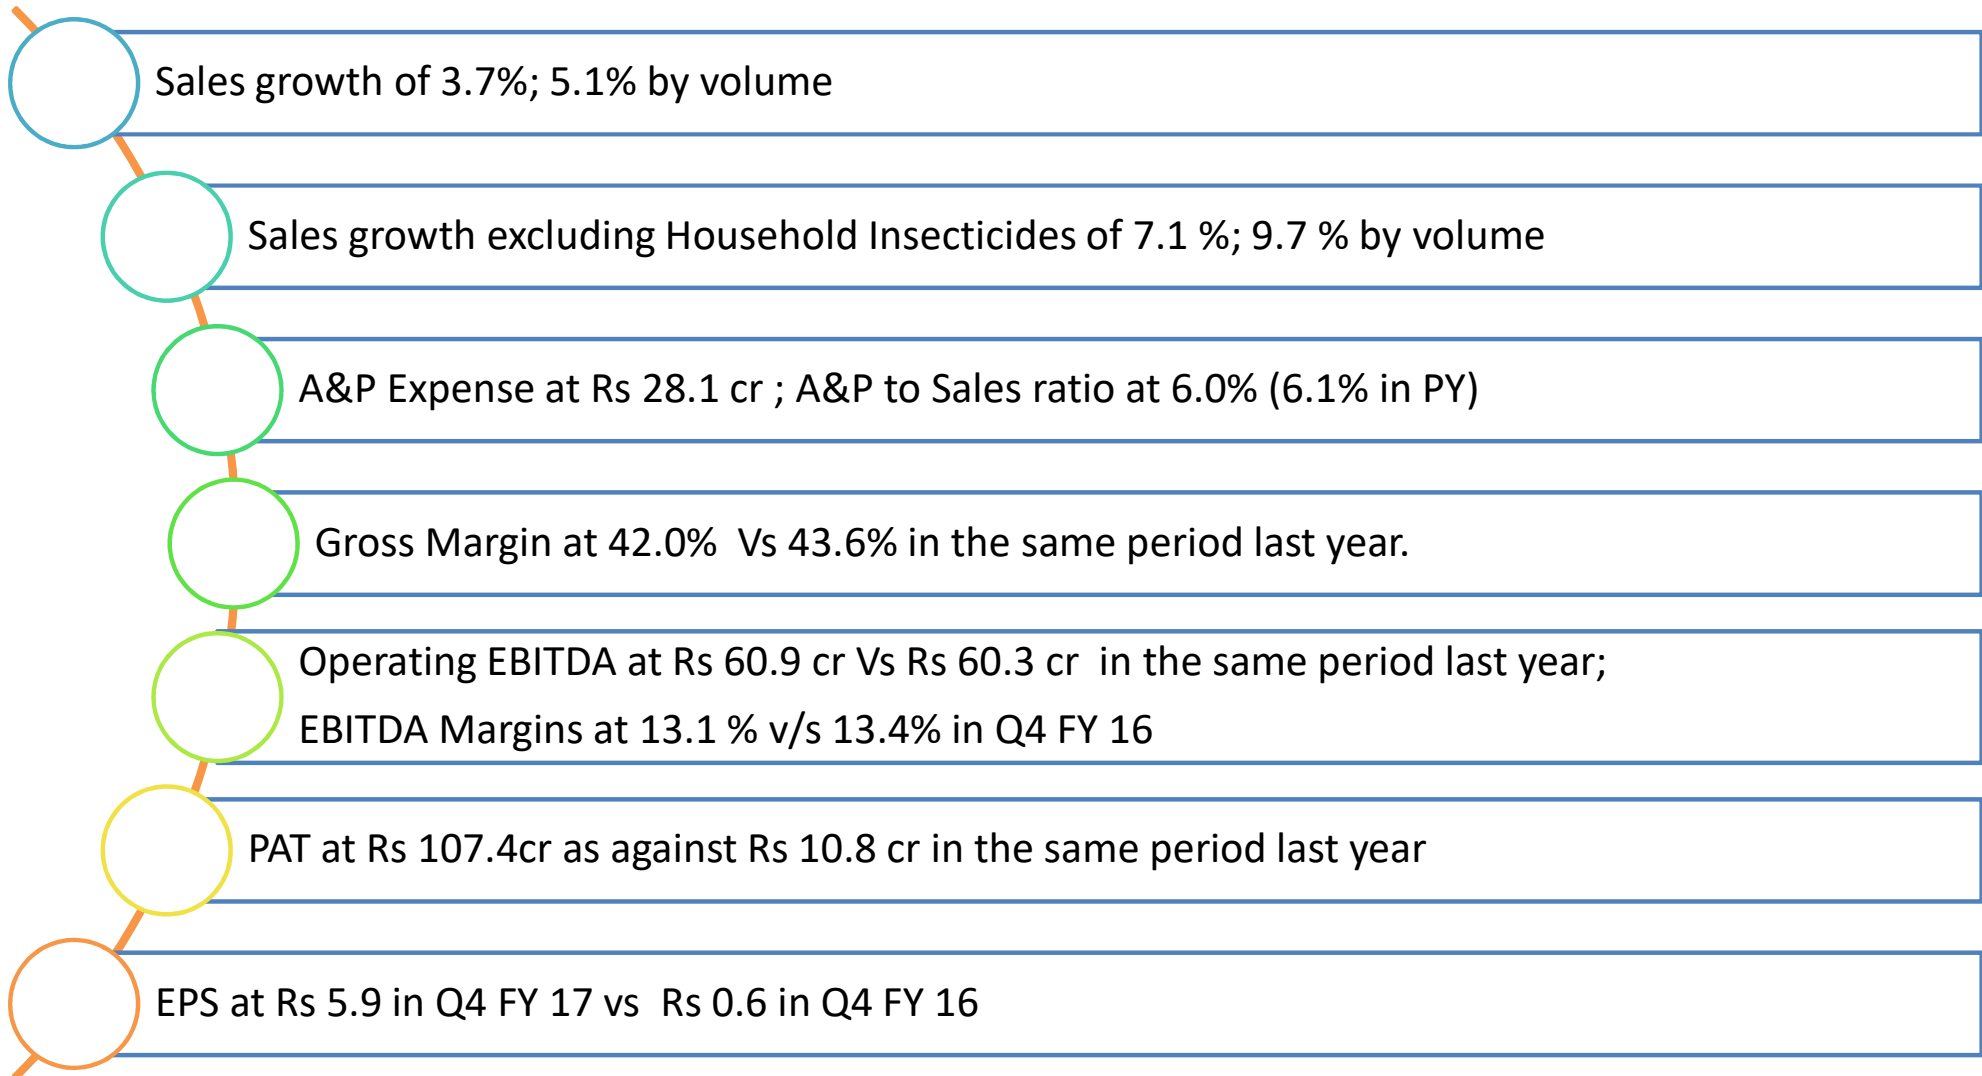 Sales growth of 3.7%; 5.1% by volume
Sales growth excluding Household Insecticides of 7.1 %; 9.7 % by volume
A&P Expense at Rs 28.1 cr ; A&P to Sales ratio at 6.0% (6.1% in PY)
Gross Margin at 42.0%  Vs 43.6% in the same period last year.
Operating EBITDA at Rs 60.9 cr Vs Rs 60.3 cr  in the same period last year;
EBITDA Margins at 13.1 % v/s 13.4% in Q4 FY 16
PAT at Rs 107.4cr as against Rs 10.8 cr in the same period last year
EPS at Rs 5.9 in Q4 FY 17 vs  Rs 0.6 in Q4 FY 16